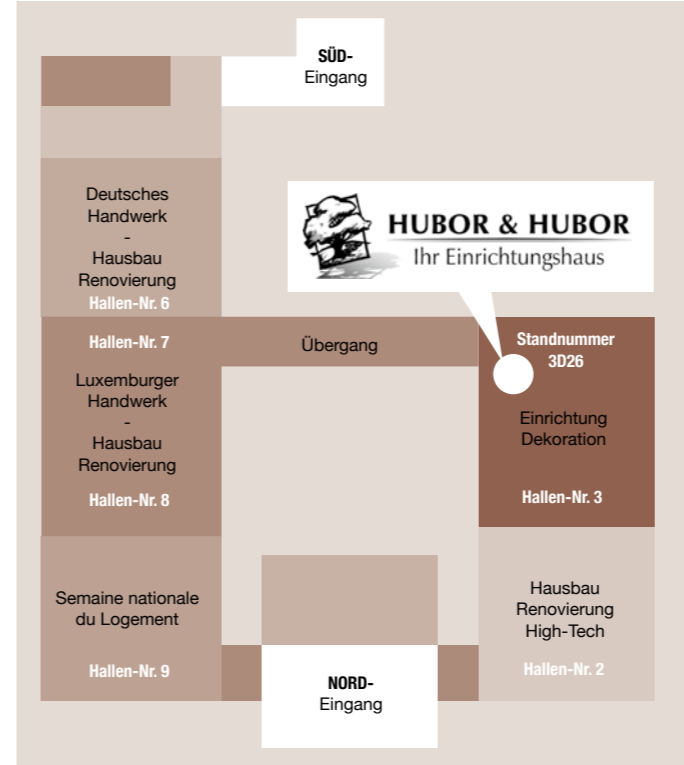 SÜD-
Eingang
Deutsches
Handwerk
-
Hausbau
Renovierung
Hallen-Nr. 6
HUBOR & HUBOR
Ihr Einrichtungshaus
Hallen-Nr. 7
Übergang
Standnummer
3D26
Luxemburger
Handwerk
-
Hausbau
Renovierung
Hallen-Nr. 8
Einrichtung
Dekoration
Hallen-Nr. 3
Semaine nationale
du Logement
Hallen-Nr. 9
NORD-
Eingang
Hausbau
Renovierung
High-Tech
Hallen-Nr. 2